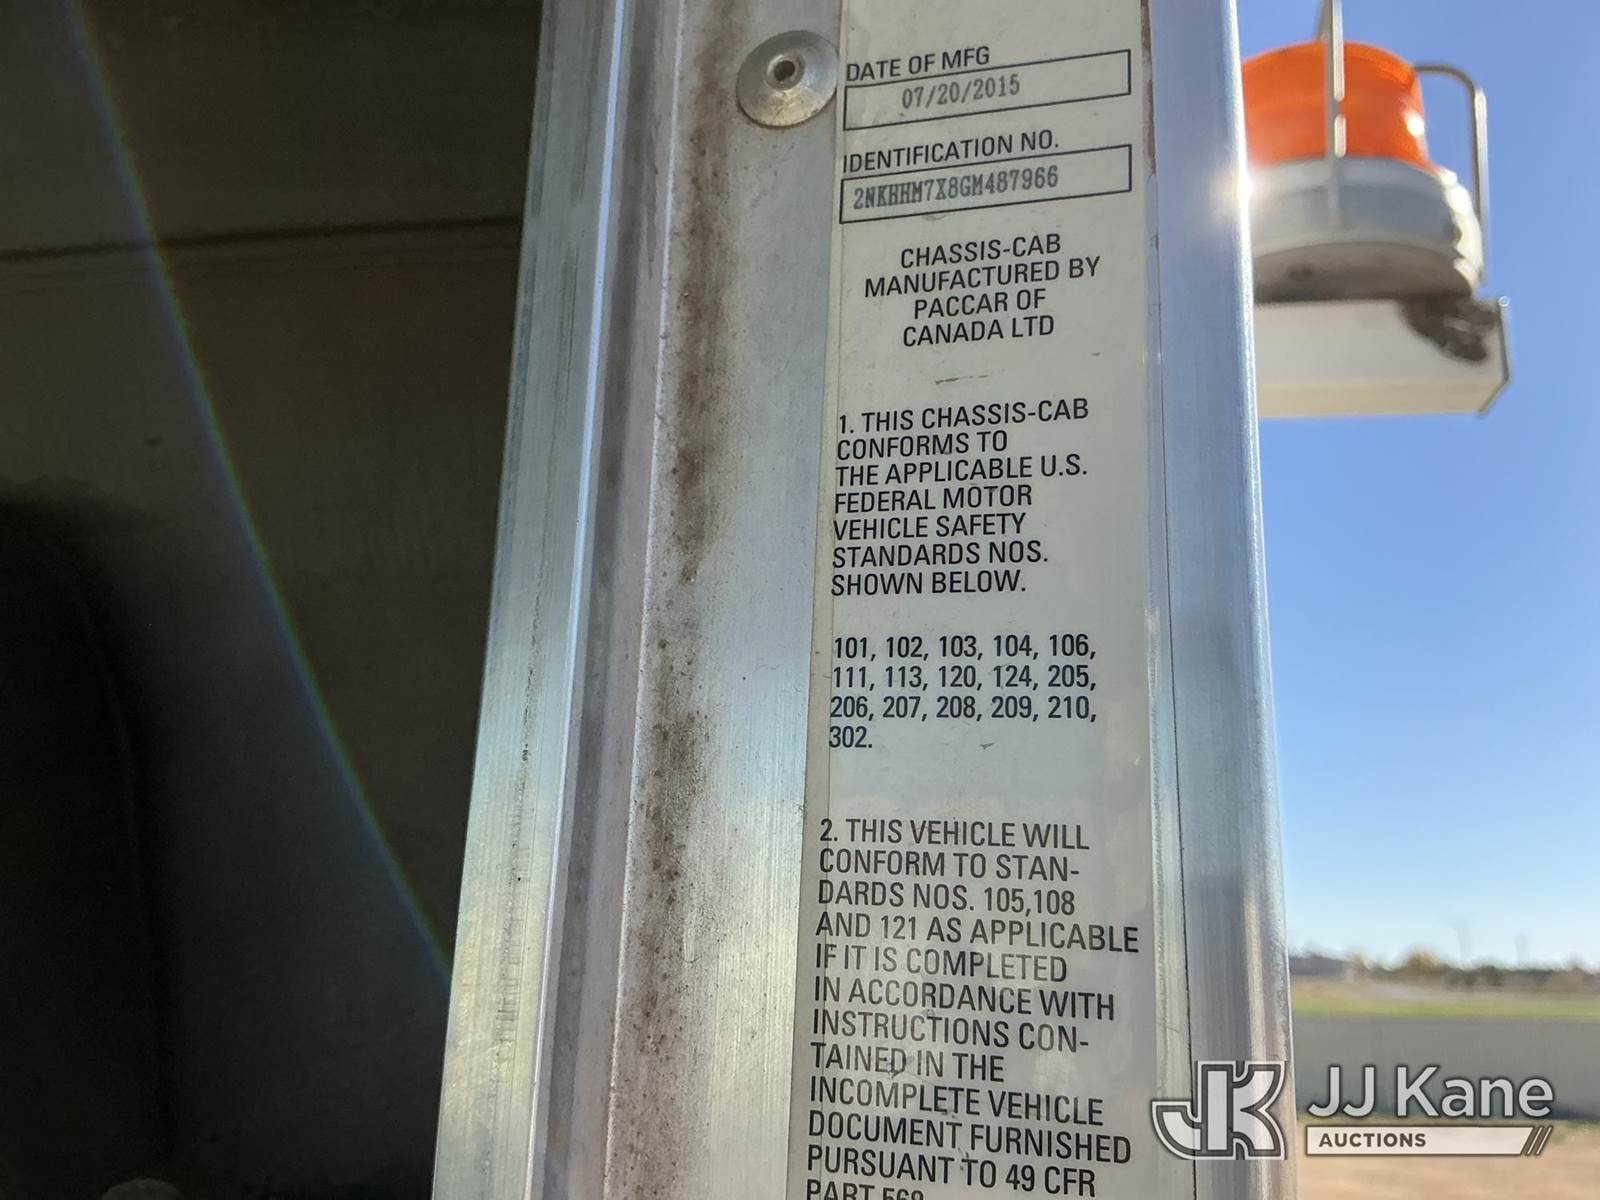 DATE OF MFG
07/20/2015
IDENTIFICATION NO.
2NKHHM7X8GM487966
CHASSIS-CAB
MANUFACTURED BY
PACCAR OF
CANADA LTD
1. THIS CHASSIS-CAB
CONFORMS TO
THE APPLICABLE U.S.
FEDERAL MOTOR
VEHICLE SAFETY
STANDARDS NOS.
SHOWN BELOW.
101, 102, 103, 104, 106,
111, 113, 120, 124, 205,
206, 207, 208, 209, 210,
302.
2. THIS VEHICLE WILL
CONFORM TO STAN-
DARDS NOS. 105,108
AND 121 AS APPLICABLE
IF IT IS COMPLETED
IN ACCORDANCE WITH
INSTRUCTIONS CON-
TAINED IN THE
INCOMPLETE VEHICLE
DOCUMENT FURNISHED
PURSUANT TO 49 CFR
PART 568
JK JJ Kane
AUCTIONS